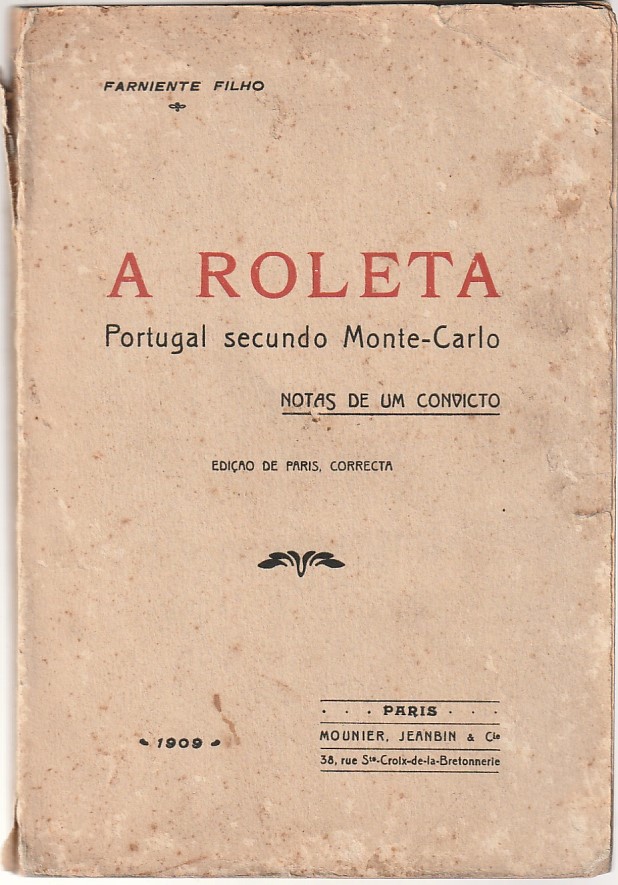 FARNIENTE FILHO
A ROLETA
Portugal secundo Monte-Carlo
NOTAS DE UM CONVICTO
EDIÇAO DE PARIS, CORRECTA
1909
. . . PARIS . . .
MOUNIER, JEANBIN & Cie
38, rue Ste-Croix-de-la-Bretonnerie